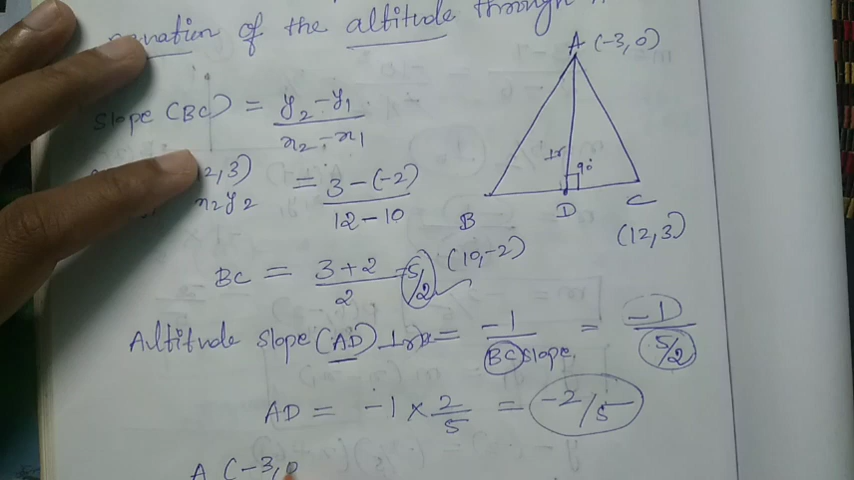 equation of the altitude through
A (-3,0)
Slope (BC) = y2 - y1 / x2 - x1
2,3)
x2 y2
= 3 - (-2) / 12 - 10
⊥r
90°
B
D
C
(10,-2)
(12,3)
BC = 3+2 / 2 = 5/2
Altitude slope (AD) ⊥r = -1 / BC slope = -1 / 5/2
AD = -1 × 2/5 = -2/5
A (-3,0